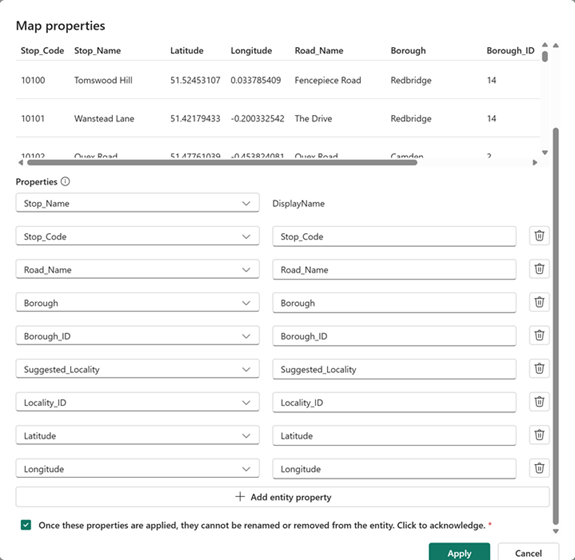 Map properties
Stop_Code Stop_Name Latitude Longitude Road_Name Borough Borough_ID
10100 Tomswood Hill 51.52453107 0.033785409 Fencepiece Road Redbridge 14
10101 Wanstead Lane 51.42179433 -0.200332542 The Drive Redbridge 14
10102 Quex Road 51.47761039 -0.453824081 Quex Road Camden 2
Properties
Stop_Name DisplayName
Stop_Code Stop_Code
Road_Name Road_Name
Borough Borough
Borough_ID Borough_ID
Suggested_Locality Suggested_Locality
Locality_ID Locality_ID
Latitude Latitude
Longitude Longitude
+ Add entity property
Once these properties are applied, they cannot be renamed or removed from the entity. Click to acknowledge. *
Apply Cancel